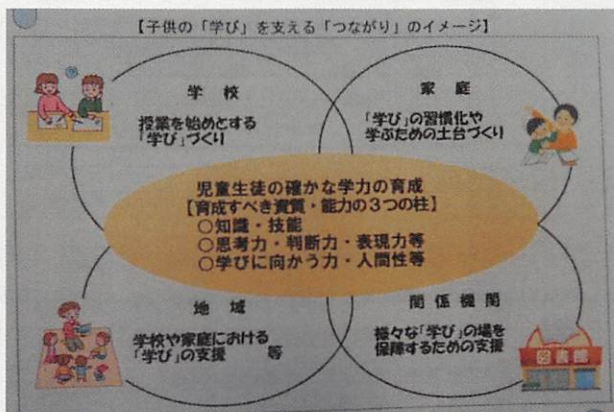 【子供の「学び」を支える「つながり」のイメージ】
学校
授業を始めとする
「学び」づくり
家庭
「学び」の習慣化や
学ぶための土台づくり
児童生徒の確かな学力の育成
【育成すべき資質・能力の3つの柱】
○知識・技能
○思考力・判断力・表現力等
○学びに向かう力・人間性等
地域
学校や家庭における
「学び」の支援　　等
関係機関
様々な「学び」の場を
保障するための支援
図書館